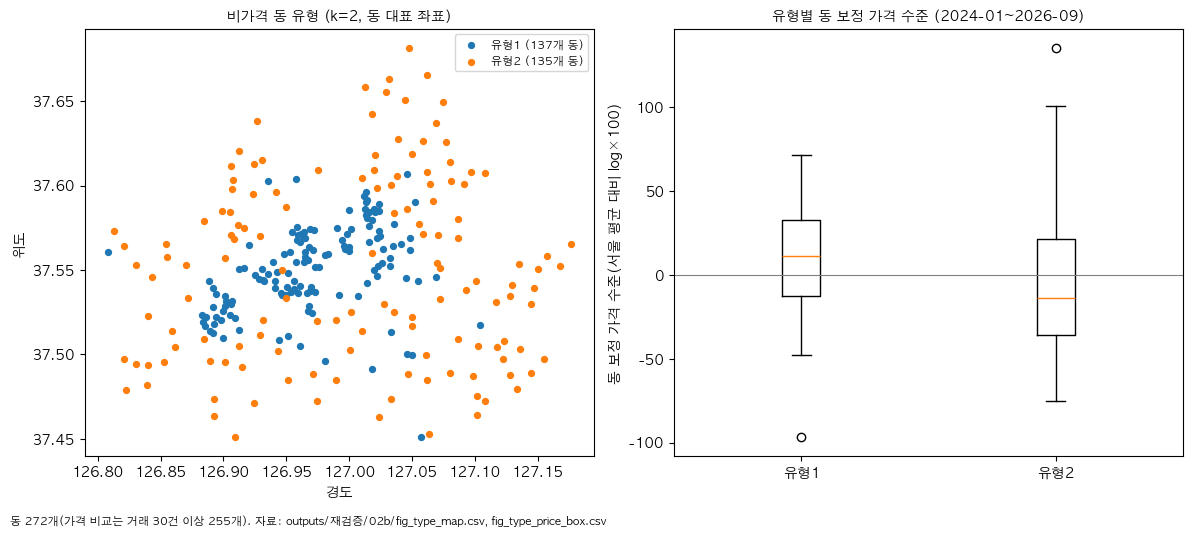 비가격 동 유형 (k=2, 동 대표 좌표)
유형1 (137개 동)
유형2 (135개 동)
위도
37.65
37.60
37.55
37.50
37.45
126.80 126.85 126.90 126.95 127.00 127.05 127.10 127.15
경도
유형별 동 보정 가격 수준 (2024-01~2026-09)
동 보정 가격 수준(서울 평균 대비 log×100)
100
50
0
-50
-100
유형1 유형2
동 272개(가격 비교는 거래 30건 이상 255개). 자료: outputs/재검증/02b/fig_type_map.csv, fig_type_price_box.csv